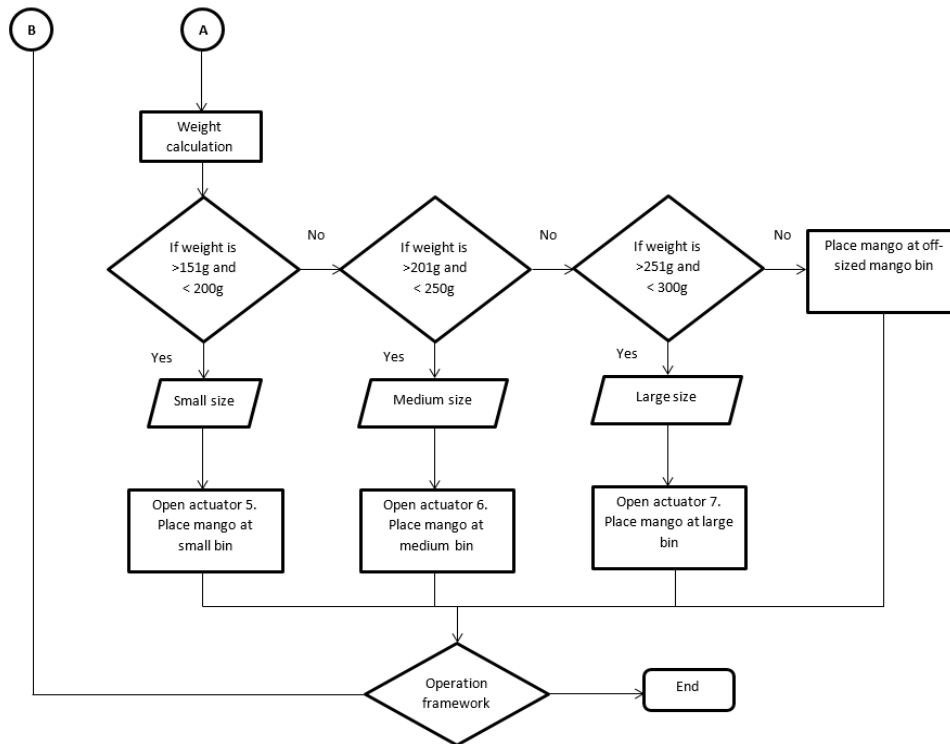 B
A
Weight
calculation
If weight is
>151g and
< 200g
No
If weight is
>201g and
< 250g
No
If weight is
>251g and
< 300g
No
Place mango at off-
sized mango bin
Yes
Yes
Yes
Small size
Medium size
Large size
Open actuator 5.
Place mango at
small bin
Open actuator 6.
Place mango at
medium bin
Open actuator 7.
Place mango at large
bin
Operation
framework
End